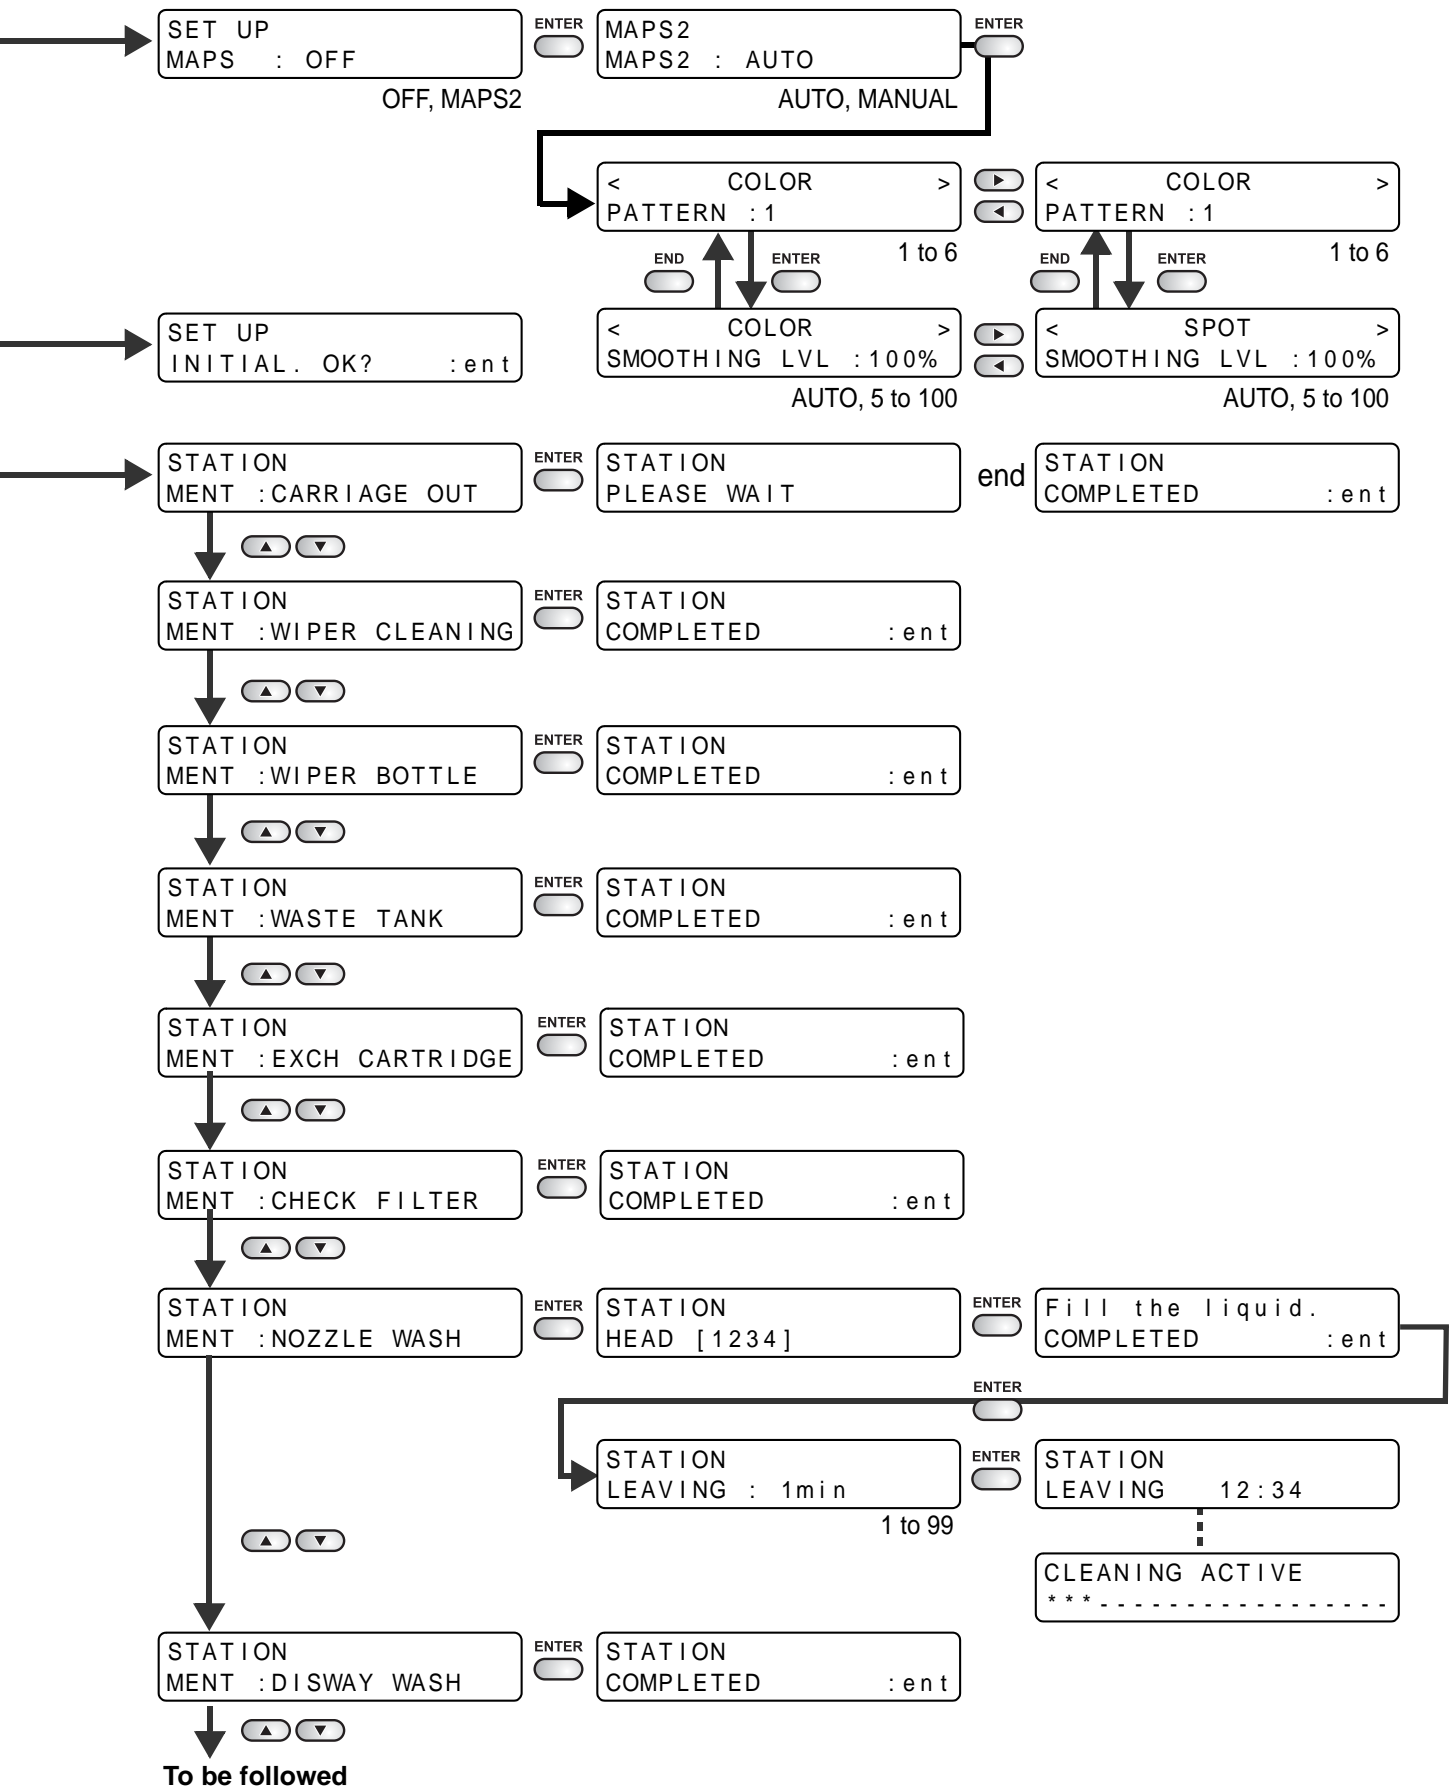 SET UP
MAPS : OFF
ENTER
MAPS2
MAPS2 : AUTO
ENTER
OFF, MAPS2
AUTO, MANUAL
< COLOR >
PATTERN :1
< COLOR >
PATTERN :1
1 to 6
1 to 6
END
ENTER
END
ENTER
SET UP
INITIAL. OK? :ent
< COLOR >
SMOOTHING LVL :100%
< SPOT >
SMOOTHING LVL :100%
AUTO, 5 to 100
AUTO, 5 to 100
STATION
MENT :CARRIAGE OUT
ENTER
STATION
PLEASE WAIT
end
STATION
COMPLETED :ent
STATION
MENT :WIPER CLEANING
ENTER
STATION
COMPLETED :ent
STATION
MENT :WIPER BOTTLE
ENTER
STATION
COMPLETED :ent
STATION
MENT :WASTE TANK
ENTER
STATION
COMPLETED :ent
STATION
MENT :EXCH CARTRIDGE
ENTER
STATION
COMPLETED :ent
STATION
MENT :CHECK FILTER
ENTER
STATION
COMPLETED :ent
STATION
MENT :NOZZLE WASH
ENTER
STATION
HEAD [1234]
ENTER
Fill the liquid.
COMPLETED :ent
ENTER
STATION
LEAVING : 1min
ENTER
STATION
LEAVING 12:34
1 to 99
CLEANING ACTIVE
***-----------------
STATION
MENT :DISWAY WASH
ENTER
STATION
COMPLETED :ent
To be followed